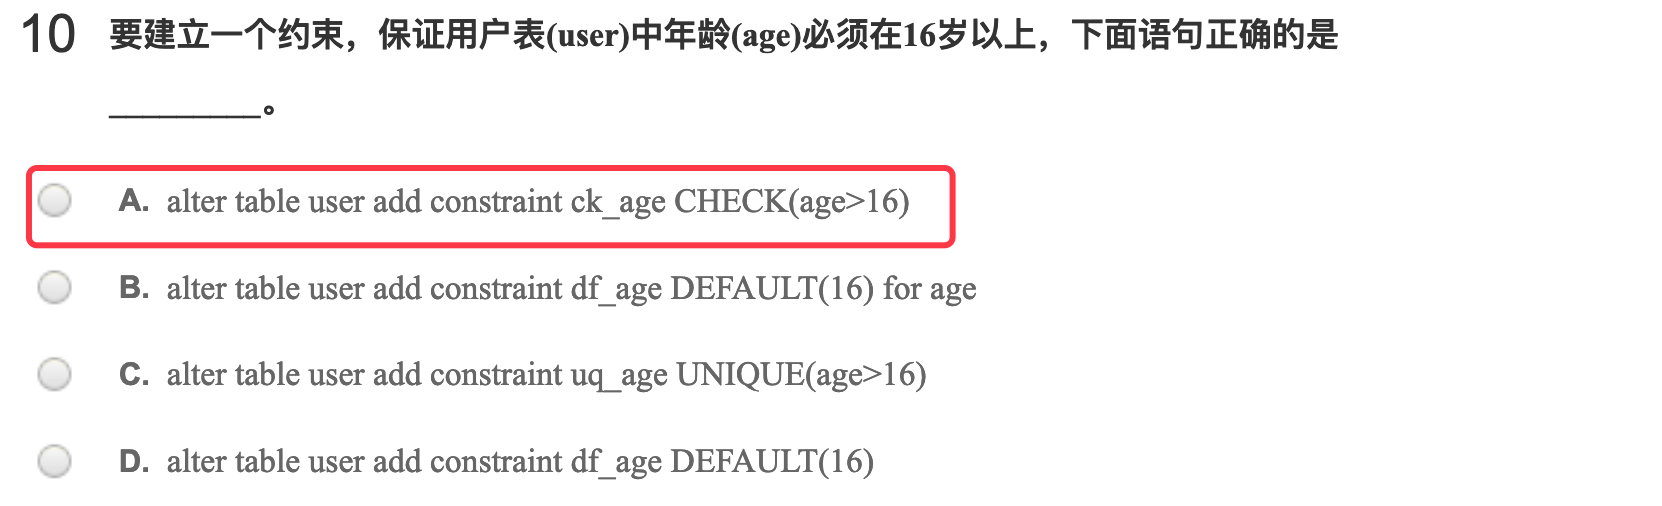 10 要建立一个约束，保证用户表(user)中年龄(age)必须在16岁以上，下面语句正确的是
_________。
A. alter table user add constraint ck_age CHECK(age>16)
B. alter table user add constraint df_age DEFAULT(16) for age
C. alter table user add constraint uq_age UNIQUE(age>16)
D. alter table user add constraint df_age DEFAULT(16)